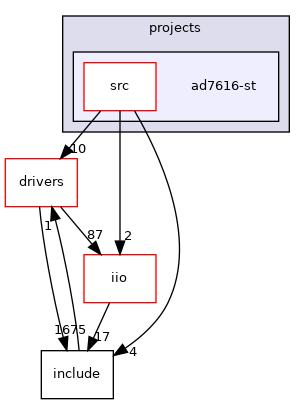 projects
src
ad7616-st
10
drivers
87
2
1
iio
1675
17
4
include